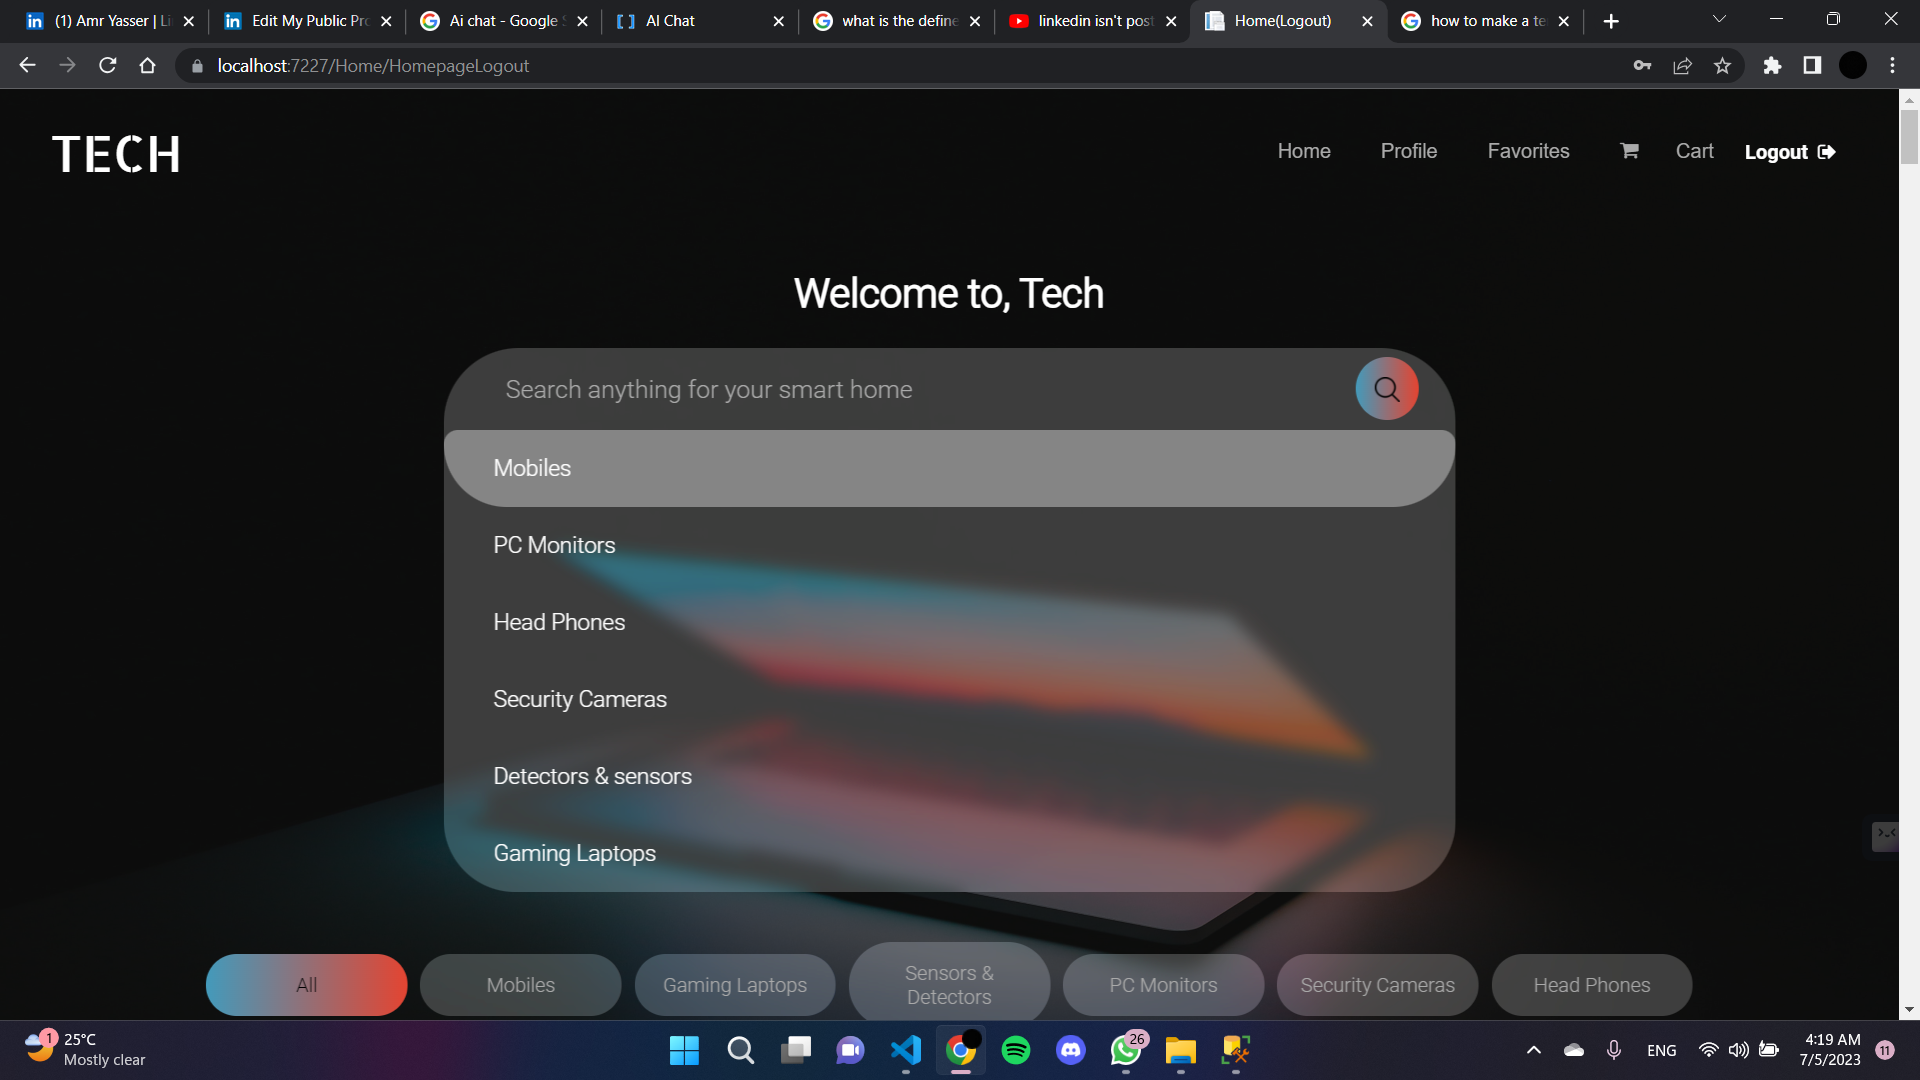 (1) Amr Yasser | Li
Edit My Public Pro
Ai chat - Google S
AI Chat
what is the define
linkedin isn't post
Home(Logout)
how to make a te
localhost:7227/Home/HomepageLogout
TECH
Home
Profile
Favorites
Cart
Logout
Welcome to, Tech
Search anything for your smart home
Mobiles
PC Monitors
Head Phones
Security Cameras
Detectors & sensors
Gaming Laptops
All
Mobiles
Gaming Laptops
Sensors &
Detectors
PC Monitors
Security Cameras
Head Phones
1
25°C
Mostly clear
26
ENG
4:19 AM
7/5/2023
11